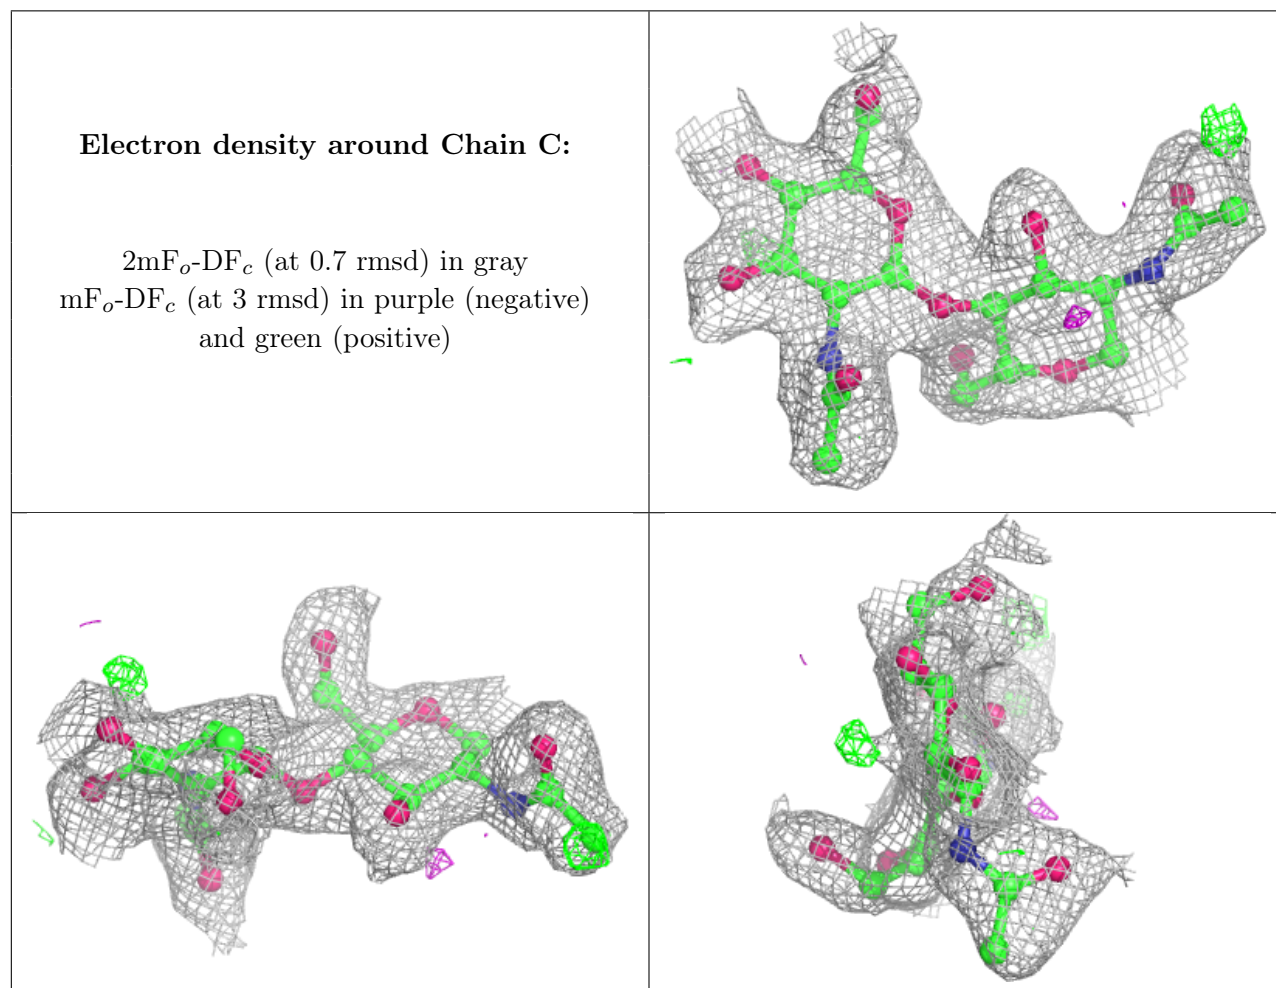 Electron density around Chain C:
2mFo-DFc (at 0.7 rmsd) in gray
mFo-DFc (at 3 rmsd) in purple (negative)
and green (positive)